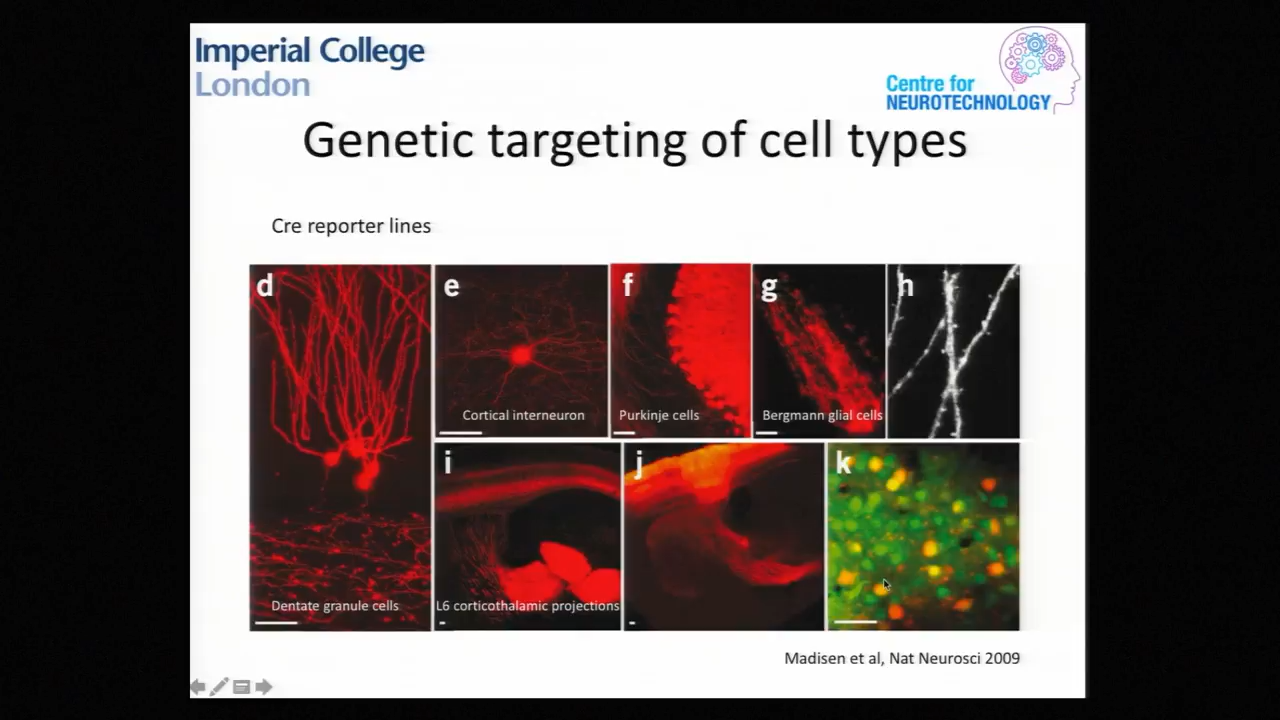 Imperial College
London
Centre for
NEUROTECHNOLOGY
Genetic targeting of cell types
Cre reporter lines
d
e
f
g
h
Cortical interneuron
Purkinje cells
Bergmann glial cells
i
j
k
Dentate granule cells
L6 corticothalamic projections
Madisen et al, Nat Neurosci 2009